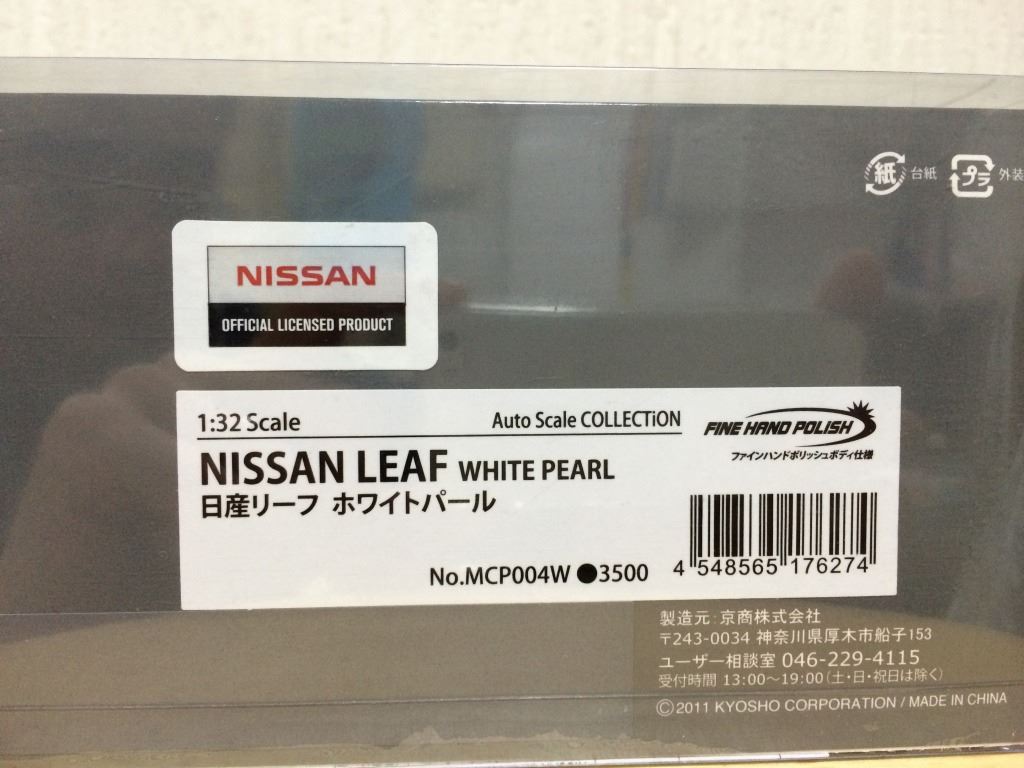 紙 台紙 プラ 外装
NISSAN
OFFICIAL LICENSED PRODUCT
1:32 Scale Auto Scale COLLECTiON
FINE HAND POLISH
ファインハンドポリッシュボディ仕様
NISSAN LEAF WHITE PEARL
日産リーフ ホワイトパール
No.MCP004W ●3500
4 548565 176274
製造元:京商株式会社
〒243-0034 神奈川県厚木市船子153
ユーザー相談室 046-229-4115
受付時間 13:00〜19:00(土・日・祝日は除く)
©2011 KYOSHO CORPORATION / MADE IN CHINA